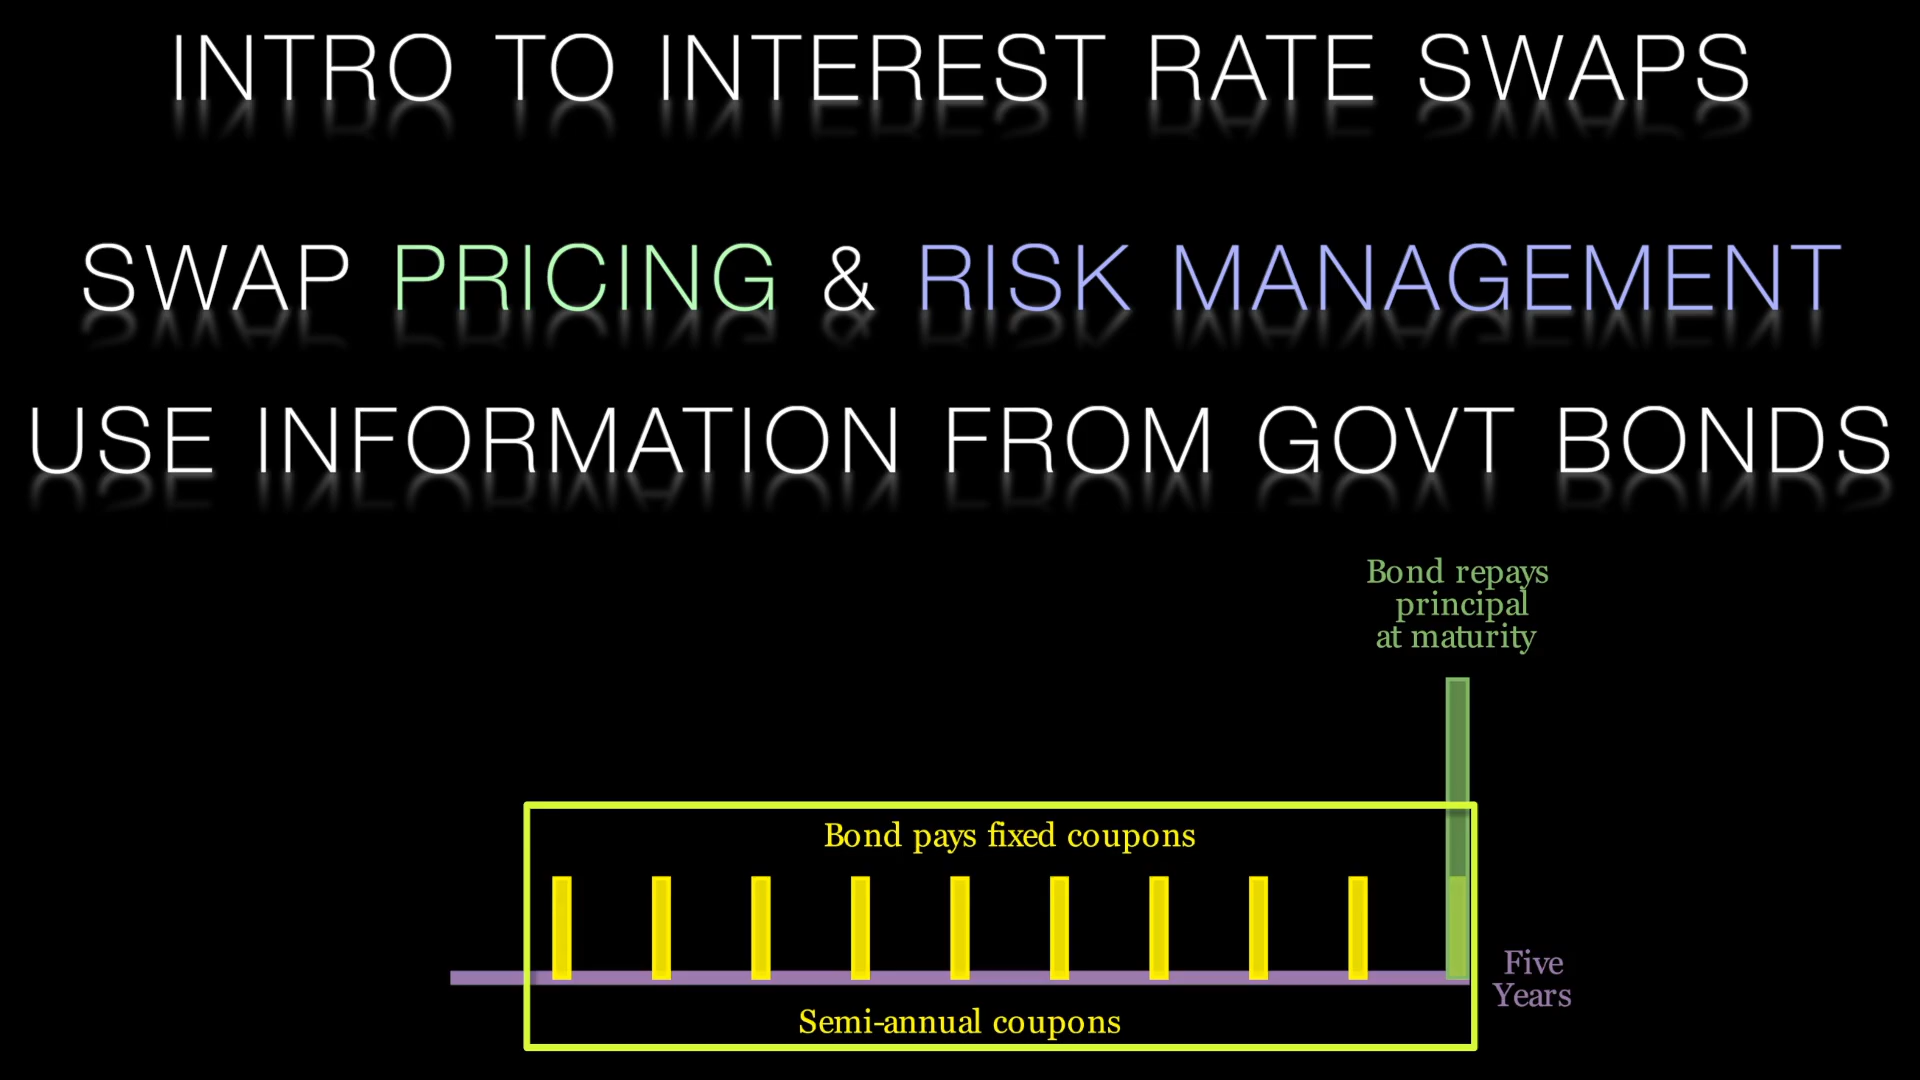 INTRO TO INTEREST RATE SWAPS
SWAP PRICING & RISK MANAGEMENT
USE INFORMATION FROM GOVT BONDS
Bond repays
principal
at maturity
Bond pays fixed coupons
Five
Years
Semi-annual coupons